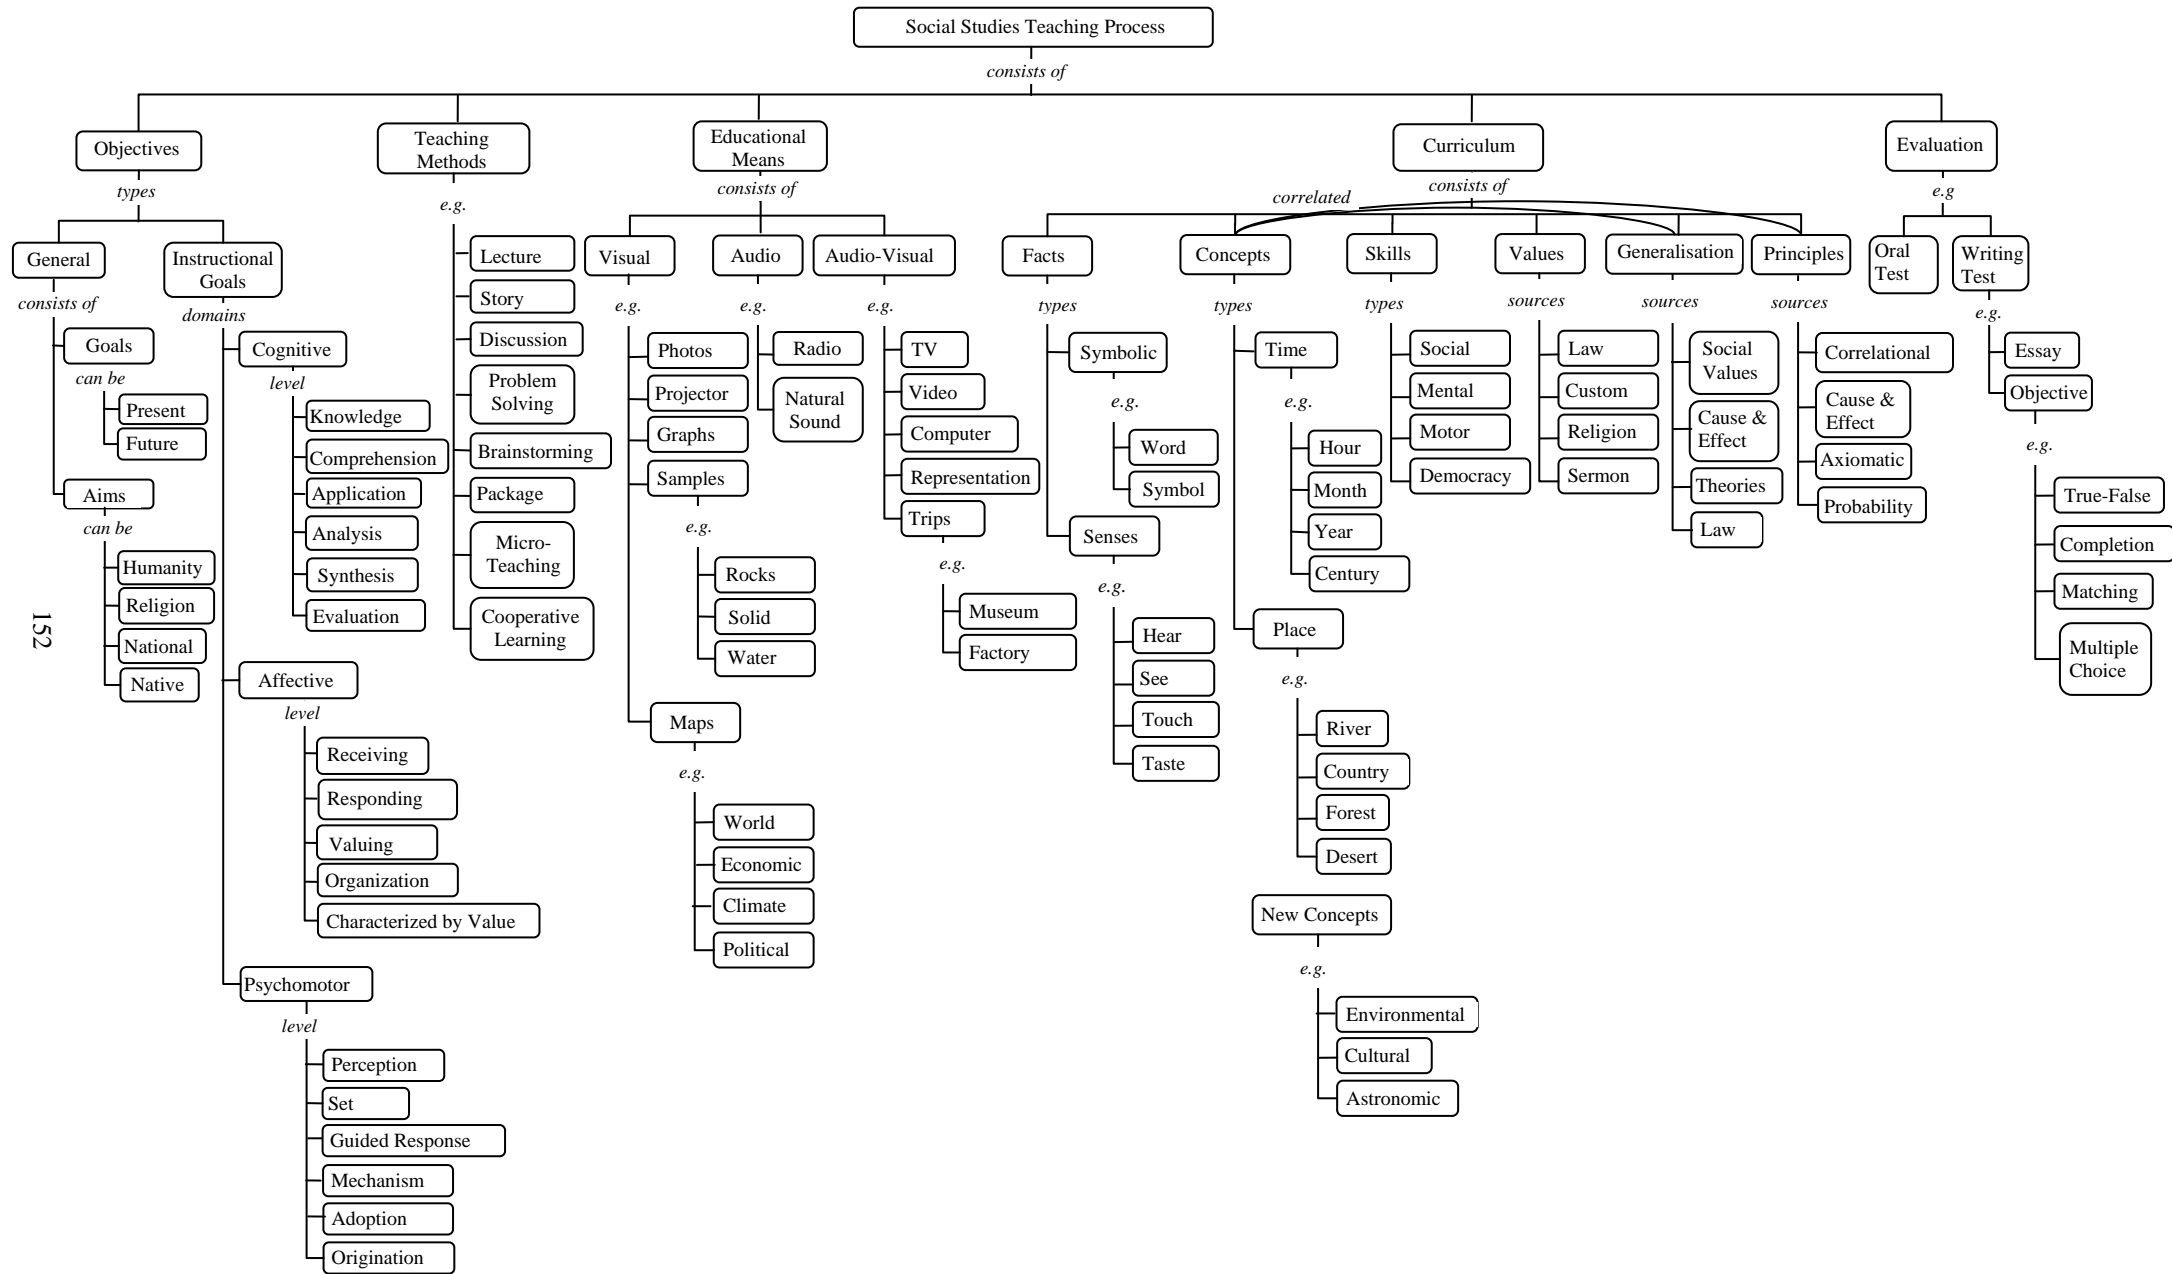 Social Studies Teaching Process
consists of
Objectives
types
General
consists of
Goals
can be
Present
Future
Aims
can be
Humanity
Religion
National
Native
Instructional
Goals
domains
Cognitive
level
Knowledge
Comprehension
Application
Analysis
Synthesis
Evaluation
Affective
level
Receiving
Responding
Valuing
Organization
Characterized by Value
Psychomotor
level
Perception
Set
Guided Response
Mechanism
Adoption
Origination
Teaching
Methods
e.g.
Lecture
Story
Discussion
Problem
Solving
Brainstorming
Package
Micro-
Teaching
Cooperative
Learning
Educational
Means
consists of
Visual
e.g.
Photos
Projector
Graphs
Samples
e.g.
Rocks
Solid
Water
Maps
e.g.
World
Economic
Climate
Political
Audio
e.g.
Radio
Natural
Sound
Audio-Visual
e.g.
TV
Video
Computer
Representation
Trips
e.g.
Museum
Factory
Curriculum
consists of
correlated
Facts
types
Symbolic
e.g.
Word
Symbol
Senses
e.g.
Hear
See
Touch
Taste
Concepts
types
Time
e.g.
Hour
Month
Year
Century
Place
e.g.
River
Country
Forest
Desert
New Concepts
e.g.
Environmental
Cultural
Astronomic
Skills
types
Social
Mental
Motor
Democracy
Values
sources
Law
Custom
Religion
Sermon
Generalisation
sources
Social
Values
Cause &
Effect
Theories
Law
Principles
sources
Correlational
Cause &
Effect
Axiomatic
Probability
Evaluation
e.g
Oral
Test
Writing
Test
e.g.
Essay
Objective
e.g.
True-False
Completion
Matching
Multiple
Choice
152